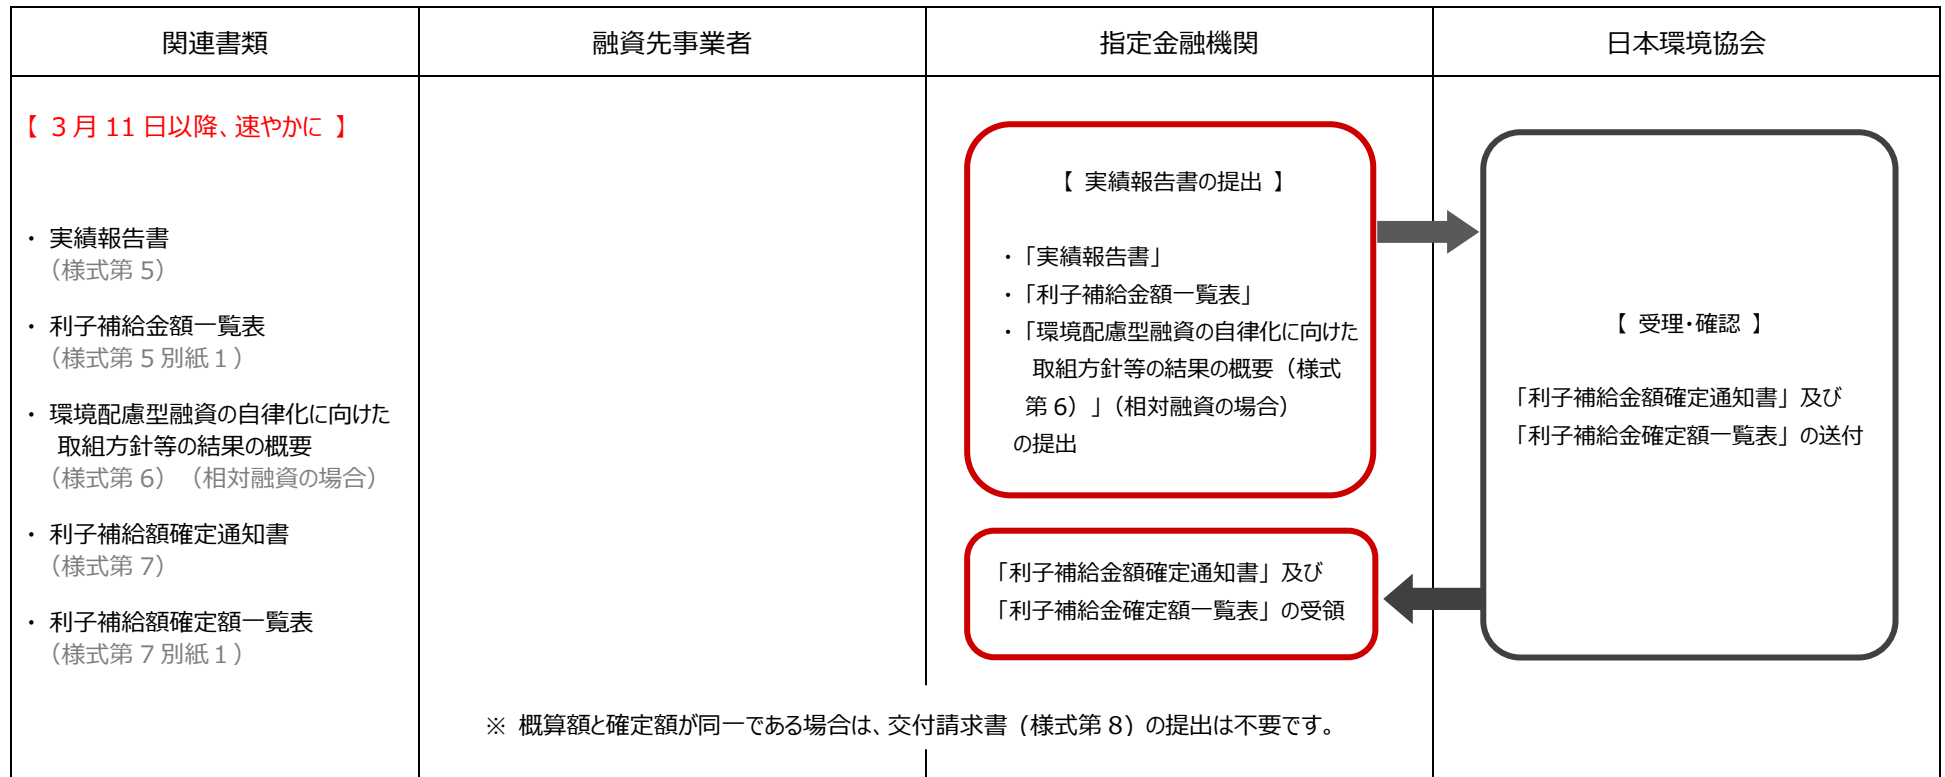 関連書類
融資先事業者
指定金融機関
日本環境協会
【 3月11日以降、速やかに 】
・ 実績報告書
（様式第 5）
・ 利子補給金額一覧表
（様式第 5 別紙１）
・ 環境配慮型融資の自律化に向けた
取組方針等の結果の概要
（様式第 6）（相対融資の場合）
・ 利子補給額確定通知書
（様式第 7）
・ 利子補給額確定額一覧表
（様式第 7 別紙１）
【 実績報告書の提出 】
・「実績報告書」
・「利子補給金額一覧表」
・「環境配慮型融資の自律化に向けた
取組方針等の結果の概要（様式
第 6）」（相対融資の場合）
の提出
「利子補給金額確定通知書」及び
「利子補給金確定額一覧表」の受領
【 受理・確認 】
「利子補給金額確定通知書」及び
「利子補給金確定額一覧表」の送付
※ 概算額と確定額が同一である場合は、交付請求書 (様式第 8) の提出は不要です。